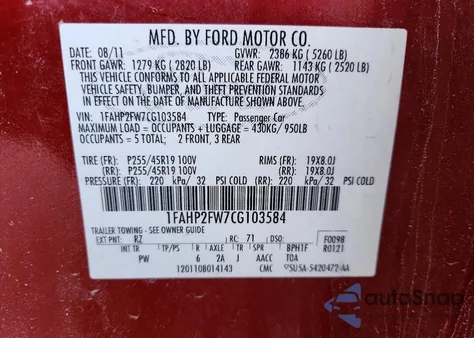 MFD. BY FORD MOTOR CO.
08/11 GVWR: 2386 KG ( 5260 LB)
FRONT GAWR: 1279 KG ( 2820 LB) REAR GAWR: 1143 KG ( 2520 LB)
THIS VEHICLE CONFORMS TO ALL APPLICABLE FEDERAL MOTOR
VEHICLE SAFETY, BUMPER, AND THEFT PREVENTION STANDARDS
IN EFFECT ON THE DATE OF MANUFACTURE SHOWN ABOVE.
VIN: 1FAHP2FW7CG103584 TYPE: Passenger Car
MAXIMUM LOAD = OCCUPANTS + LUGGAGE = 430KG/ 950LB
OCCUPANTS = 5 TOTAL: 2 FRONT, 3 REAR
TIRE (FR): P255/45R19 100V RIMS (FR): 19X8.0J
(RR): P255/45R19 100V (RR): 19X8.0J
PRESSURE (FR): 220 kPa/ 32 PSI COLD (RR): 220 kPa/ 32 PSI COLD
1FAHP2FW7CG103584
TRAILER TOWING - SEE OWNER GUIDE
EXT PNT: RZ RC: 71 DSO: F0098
INT TR TP/PS R AXLE TR SPR BPH1F R0121
PW 6 2A J AACC TOA
1201108014143 CMC 5U5A-5420472-AA
autoSnap